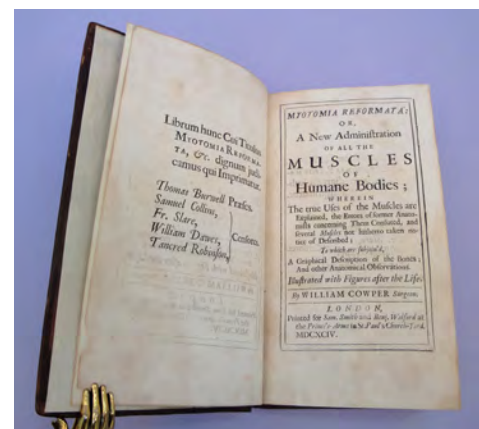 Librum hunc Cui Titulus
MYOTOMIA REFORMA-
TA, &c. dignum judi-
camus qui Imprimatur.
Thomas Burwell Præses.
Samuel Collins,
Fr. Slare,
William Dawes,
Tancred Robinson,
Censores.
MYOTOMIA REFORMATA:
OR,
A New Administration
OF ALL THE
MUSCLES
OF
Humane Bodies;
WHEREIN
The true Uses of the Muscles are
Explained, the Errors of former Anato-
mists concerning Them Confuted, and
several Muscles not hitherto taken no-
tice of Described:
To which are subjoin'd,
A Graphical Description of the Bones;
And other Anatomical Observations.
Illustrated with Figures after the Life.
By WILLIAM COWPER Surgeon.
LONDON,
Printed for Sam. Smith and Benj. Walford at
the Prince's Arms in St. Paul's Church-Yard.
MDCXCIV.